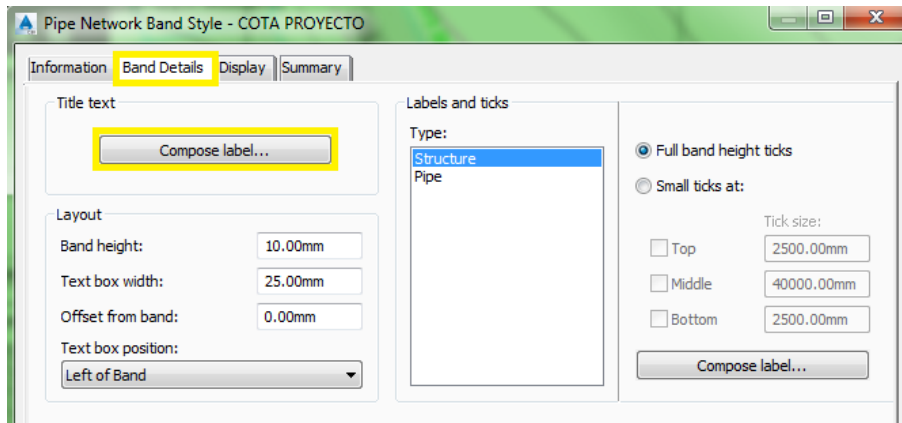 Pipe Network Band Style - COTA PROYECTO
Information Band Details Display Summary
Title text
Compose label...
Layout
Band height: 10.00mm
Text box width: 25.00mm
Offset from band: 0.00mm
Text box position:
Left of Band
Labels and ticks
Type:
Structure
Pipe
Full band height ticks
Small ticks at:
Tick size:
Top 2500.00mm
Middle 40000.00mm
Bottom 2500.00mm
Compose label...